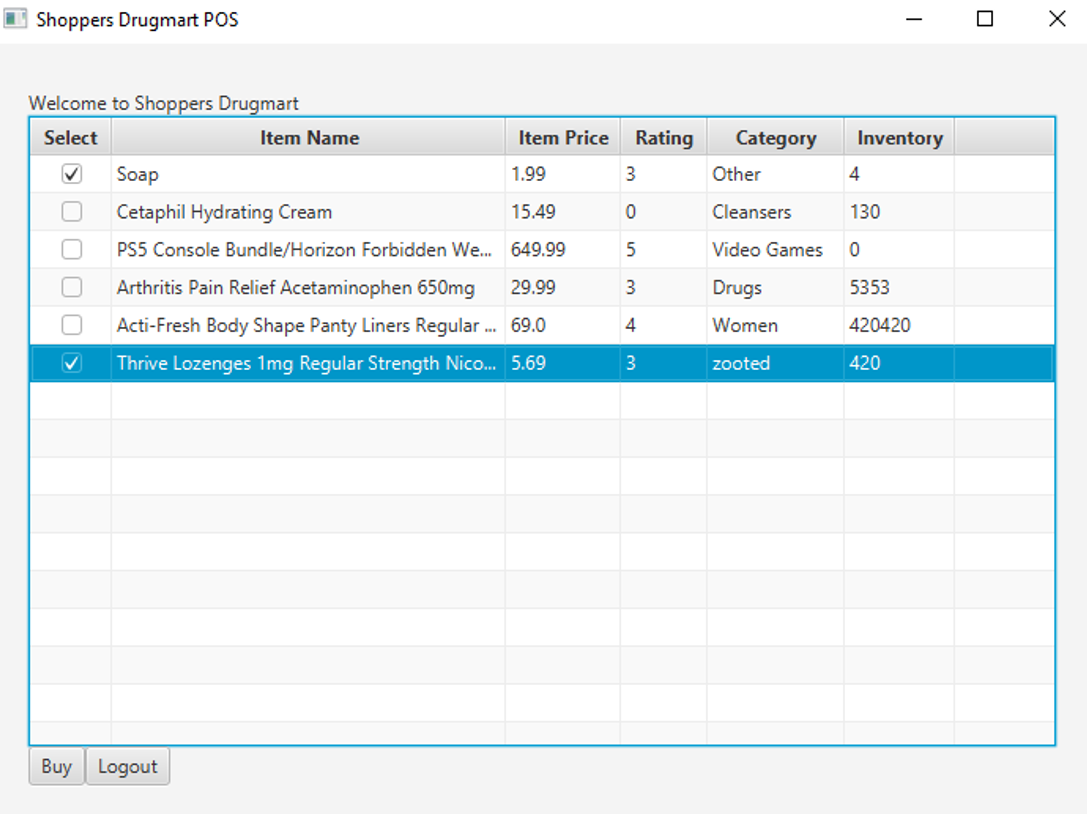 Shoppers Drugmart POS
Welcome to Shoppers Drugmart
Select Item Name Item Price Rating Category Inventory
Soap 1.99 3 Other 4
Cetaphil Hydrating Cream 15.49 0 Cleansers 130
PS5 Console Bundle/Horizon Forbidden We... 649.99 5 Video Games 0
Arthritis Pain Relief Acetaminophen 650mg 29.99 3 Drugs 5353
Acti-Fresh Body Shape Panty Liners Regular ... 69.0 4 Women 420420
Thrive Lozenges 1mg Regular Strength Nico... 5.69 3 zooted 420
Buy Logout